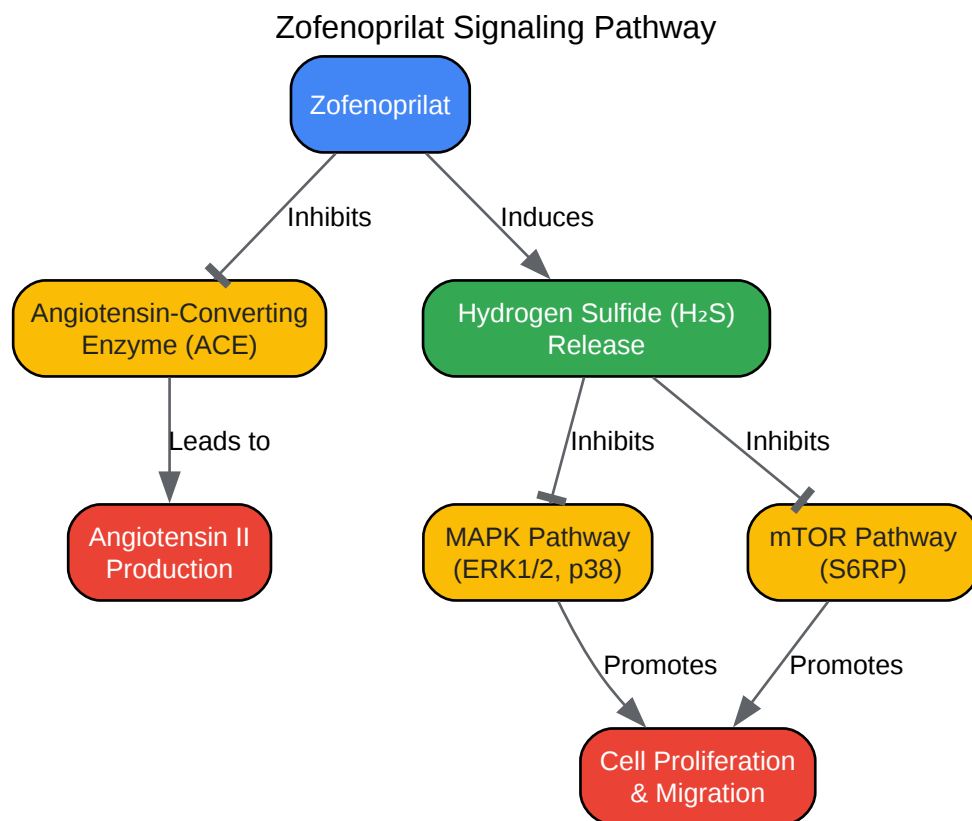 Zofenoprilat Signaling Pathway
Zofenoprilat
Inhibits
Induces
Angiotensin-Converting
Enzyme (ACE)
Hydrogen Sulfide (H₂S)
Release
Leads to
Inhibits
Inhibits
Angiotensin II
Production
MAPK Pathway
(ERK1/2, p38)
mTOR Pathway
(S6RP)
Promotes
Promotes
Cell Proliferation
& Migration